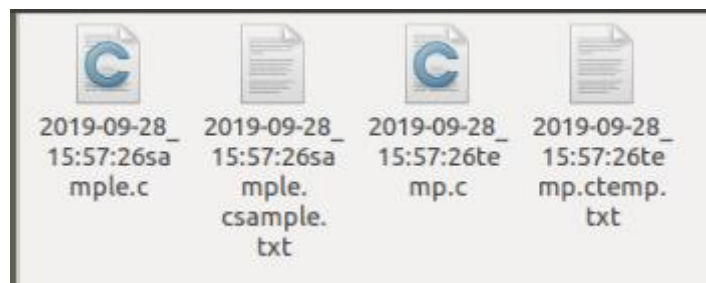 2019-09-28_
15:57:26sa
mple.c
2019-09-28_
15:57:26sa
mple.
csample.
txt
2019-09-28_
15:57:26te
mp.c
2019-09-28_
15:57:26te
mp.ctemp.
txt